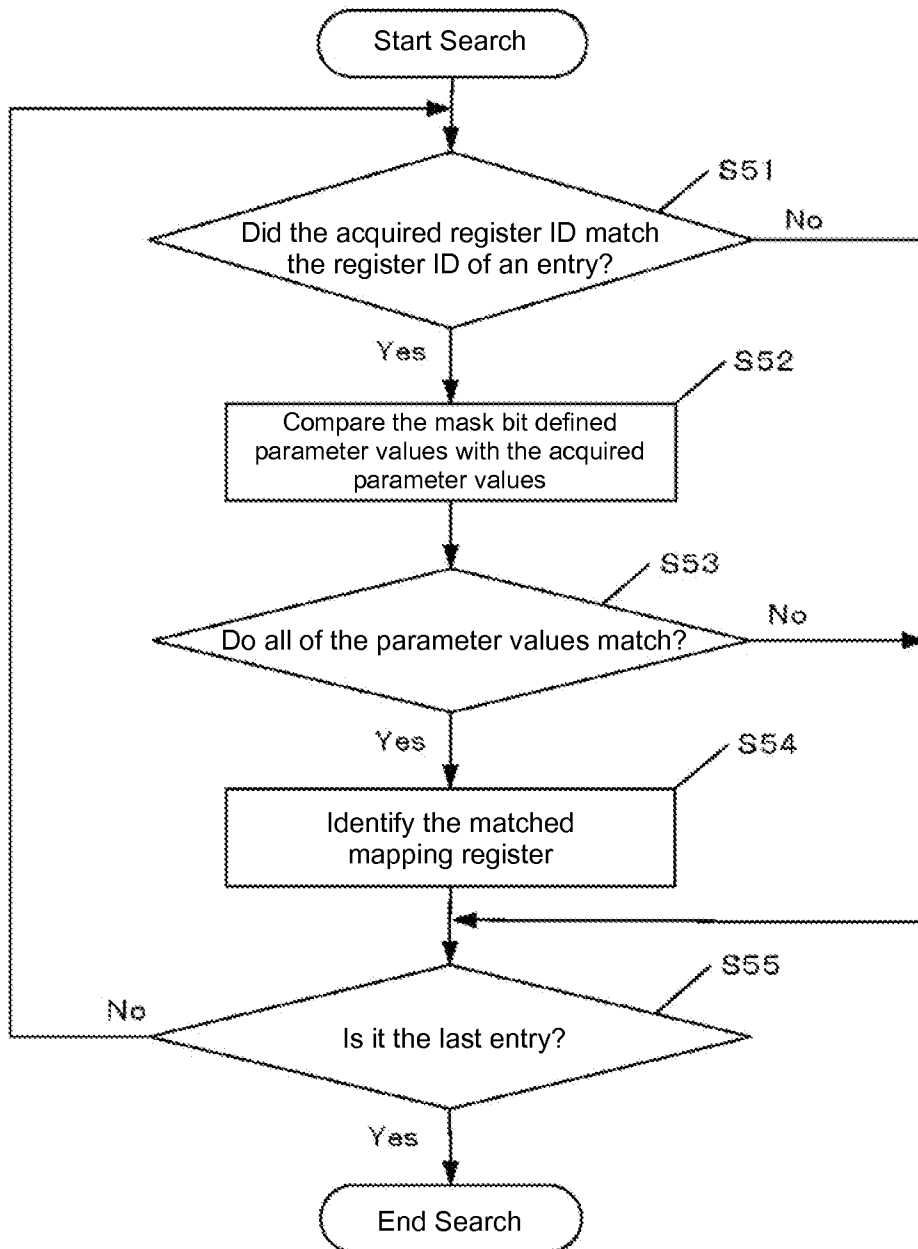 Start Search
S51
No
Did the acquired register ID match
the register ID of an entry?
Yes
S52
Compare the mask bit defined
parameter values with the acquired
parameter values
S53
No
Do all of the parameter values match?
Yes
S54
Identify the matched
mapping register
S55
No
Is it the last entry?
Yes
End Search